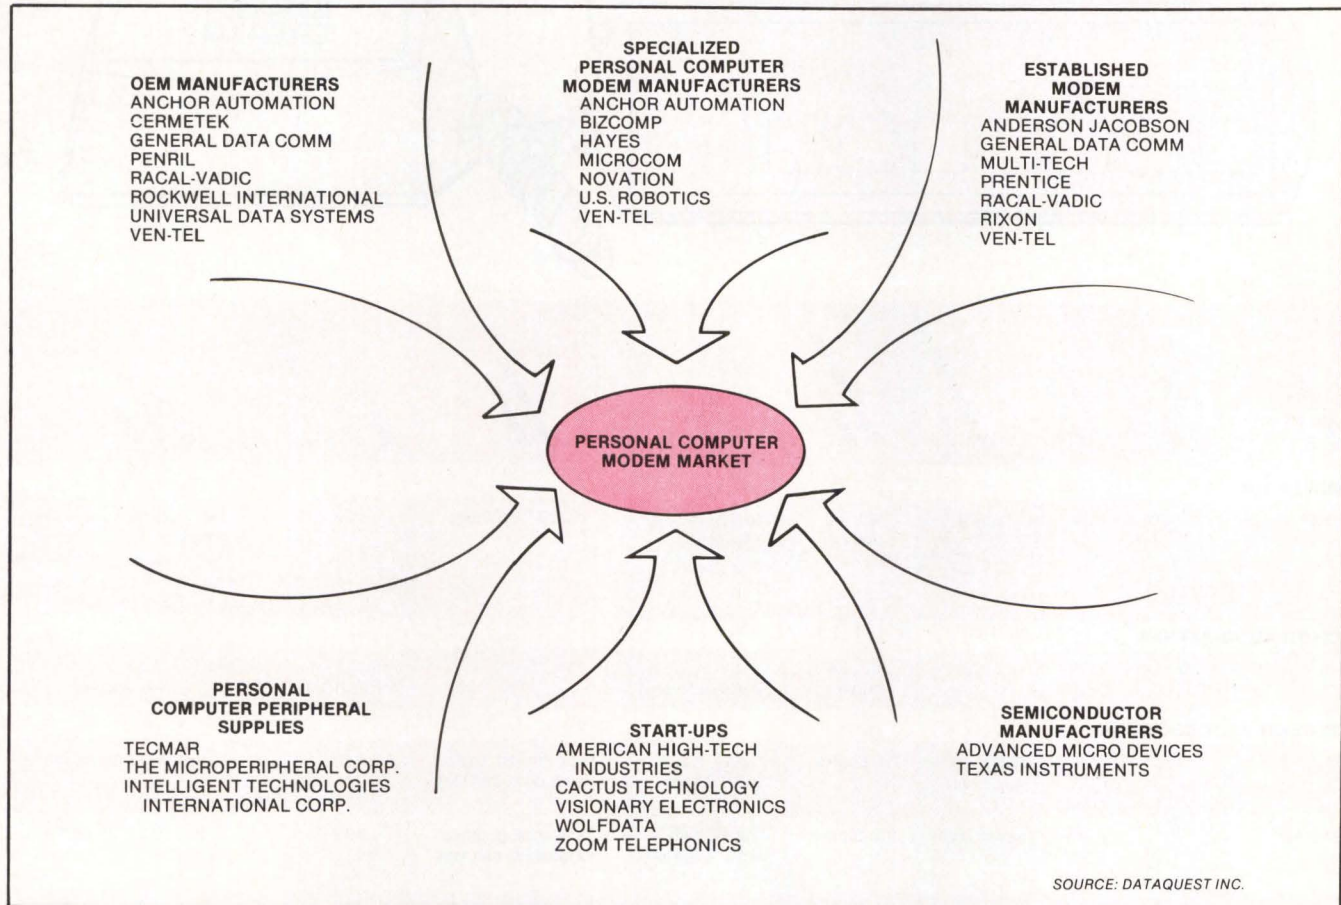 OEM MANUFACTURERS
ANCHOR AUTOMATION
CERMETEK
GENERAL DATA COMM
PENRIL
RACAL-VADIC
ROCKWELL INTERNATIONAL
UNIVERSAL DATA SYSTEMS
VEN-TEL
SPECIALIZED
PERSONAL COMPUTER
MODEM MANUFACTURERS
ANCHOR AUTOMATION
BIZCOMP
HAYES
MICROCOM
NOVATION
U.S. ROBOTICS
VEN-TEL
ESTABLISHED
MODEM
MANUFACTURERS
ANDERSON JACOBSON
GENERAL DATA COMM
MULTI-TECH
PRENTICE
RACAL-VADIC
RIXON
VEN-TEL
PERSONAL COMPUTER
MODEM MARKET
PERSONAL
COMPUTER PERIPHERAL
SUPPLIES
TECMAR
THE MICROPERIPHERAL CORP.
INTELLIGENT TECHNOLOGIES
INTERNATIONAL CORP.
START-UPS
AMERICAN HIGH-TECH
INDUSTRIES
CACTUS TECHNOLOGY
VISIONARY ELECTRONICS
WOLFDATA
ZOOM TELEPHONICS
SEMICONDUCTOR
MANUFACTURERS
ADVANCED MICRO DEVICES
TEXAS INSTRUMENTS
SOURCE: DATAQUEST INC.